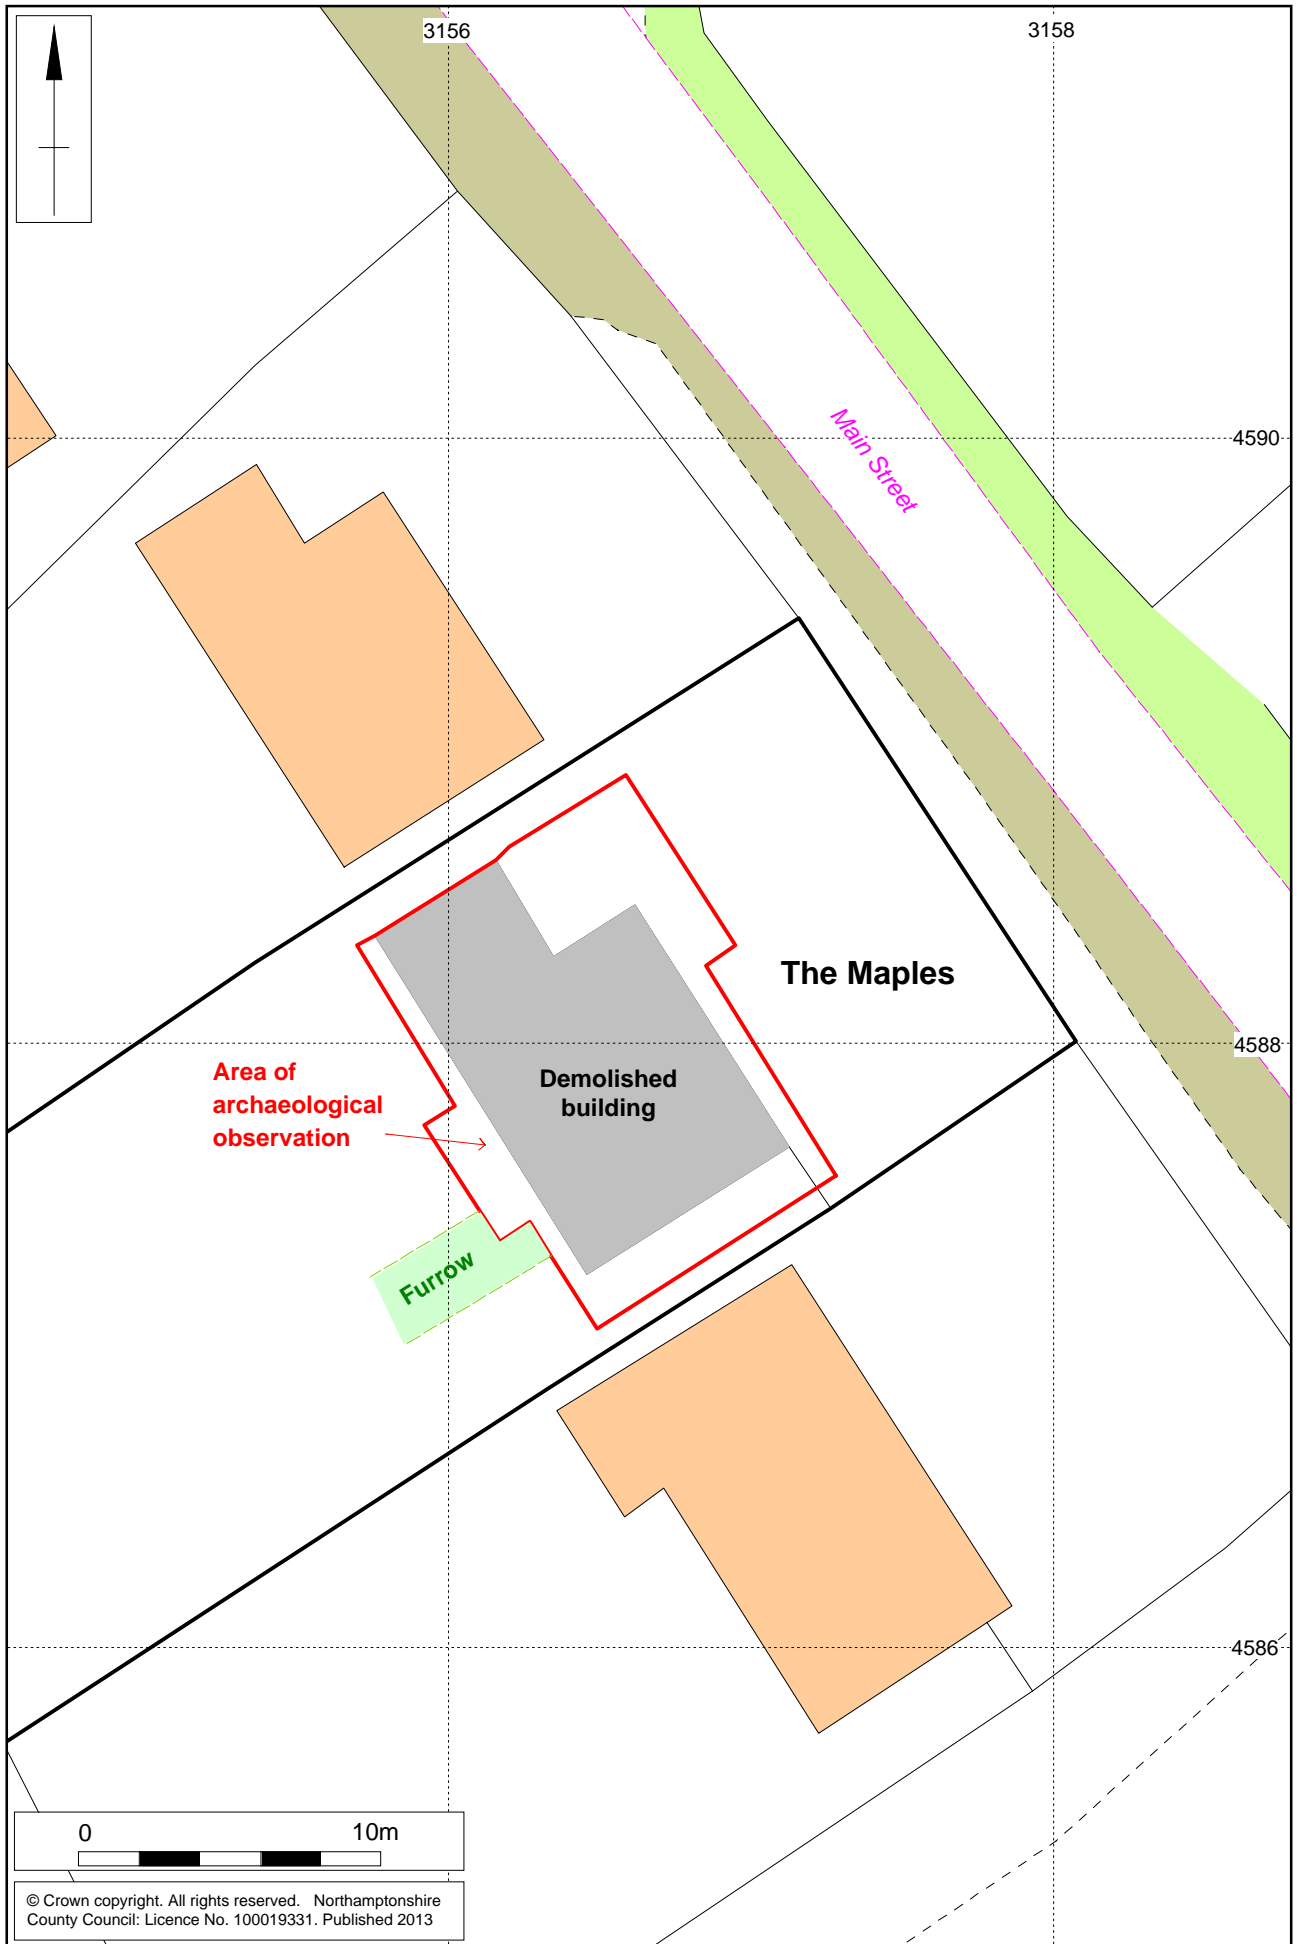 3156
3158
Main Street
4590
The Maples
4588
Area of
archaeological
observation
Demolished
building
Furrow
4586
0 10m
© Crown copyright. All rights reserved. Northamptonshire
County Council: Licence No. 100019331. Published 2013